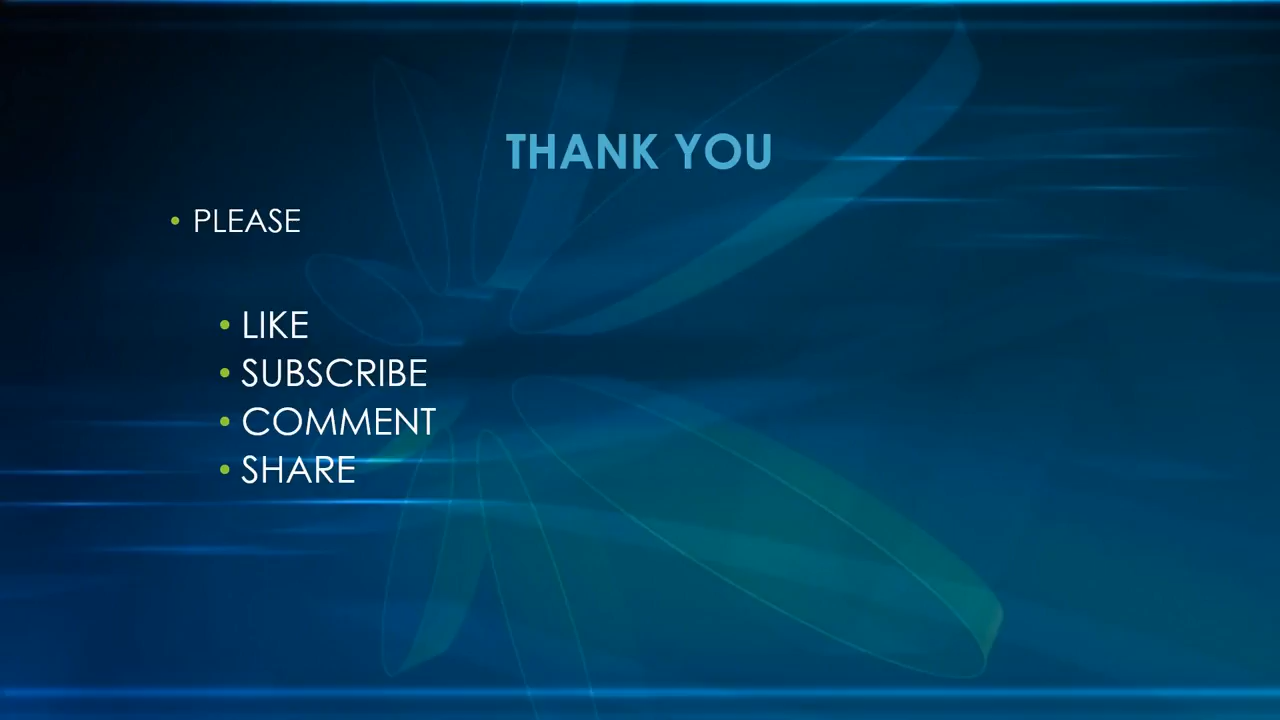 THANK YOU
• PLEASE
• LIKE
• SUBSCRIBE
• COMMENT
• SHARE